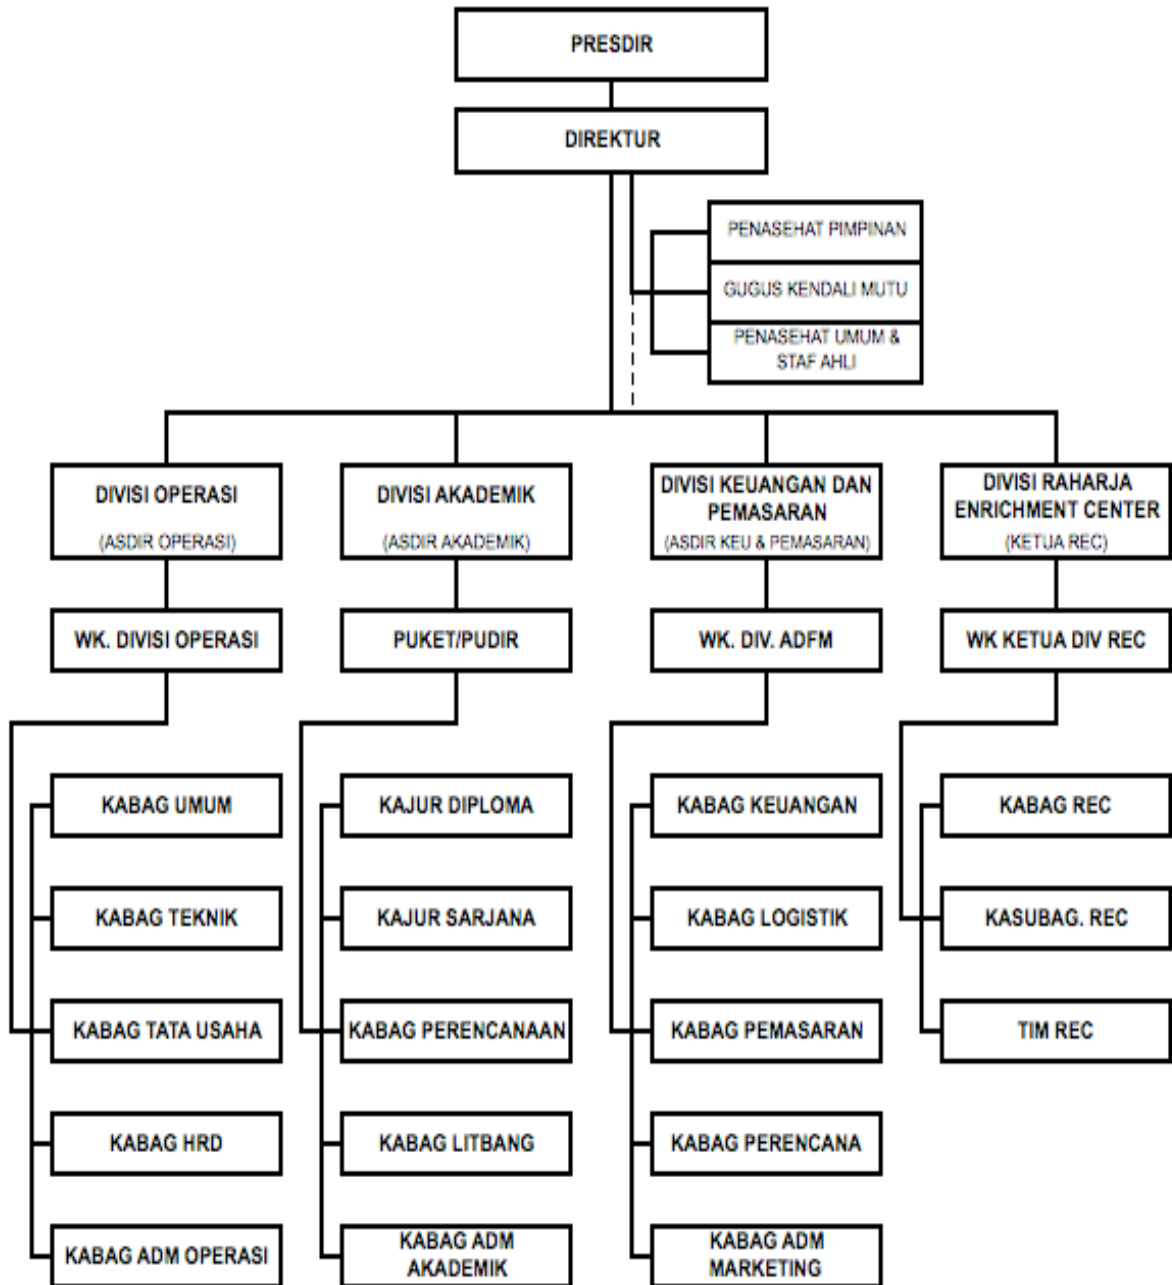 PRESDIR
DIREKTUR
PENASEHAT PIMPINAN
GUGUS KENDALI MUTU
PENASEHAT UMUM &
STAF AHLI
DIVISI OPERASI
(ASDIR OPERASI)
DIVISI AKADEMIK
(ASDIR AKADEMIK)
DIVISI KEUANGAN DAN
PEMASARAN
(ASDIR KEU & PEMASARAN)
DIVISI RAHARJA
ENRICHMENT CENTER
(KETUA REC)
WK. DIVISI OPERASI
PUKET/PUDIR
WK. DIV. ADFM
WK KETUA DIV REC
KABAG UMUM
KAJUR DIPLOMA
KABAG KEUANGAN
KABAG REC
KABAG TEKNIK
KAJUR SARJANA
KABAG LOGISTIK
KASUBAG. REC
KABAG TATA USAHA
KABAG PERENCANAAN
KABAG PEMASARAN
TIM REC
KABAG HRD
KABAG LITBANG
KABAG PERENCANA
KABAG ADM OPERASI
KABAG ADM
AKADEMIK
KABAG ADM
MARKETING